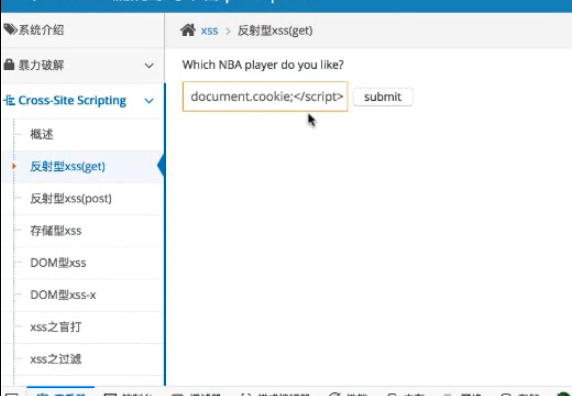 系统介绍
xss > 反射型xss(get)
暴力破解
Which NBA player do you like?
Cross-Site Scripting
document.cookie;</script>
submit
概述
反射型xss(get)
反射型xss(post)
存储型xss
DOM型xss
DOM型xss-x
xss之盲打
xss之过滤